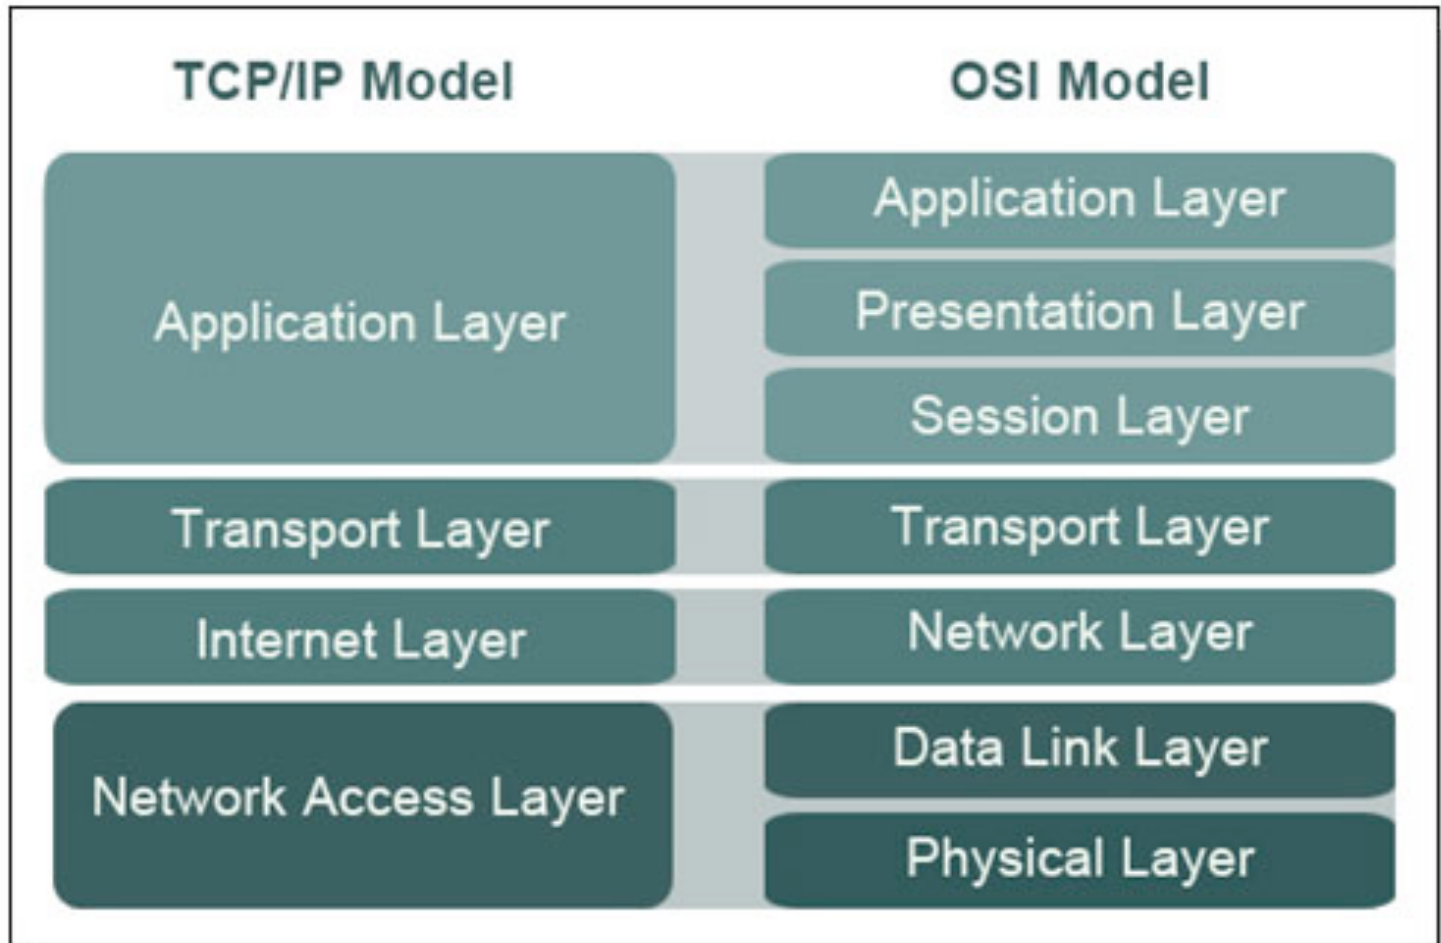 TCP/IP Model
Application Layer
Transport Layer
Internet Layer
Network Access Layer
OSI Model
Application Layer
Presentation Layer
Session Layer
Transport Layer
Network Layer
Data Link Layer
Physical Layer